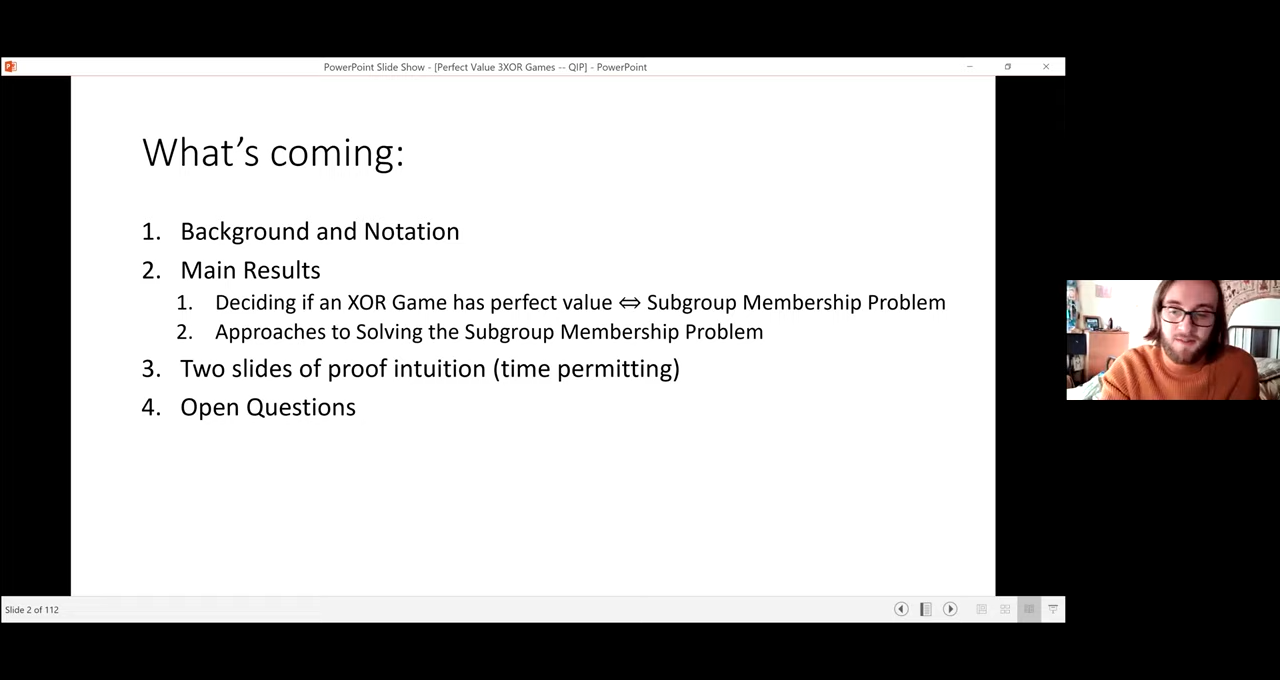 PowerPoint Slide Show - [Perfect Value 3XOR Games -- QIP] - PowerPoint
What's coming:
1. Background and Notation
2. Main Results
1. Deciding if an XOR Game has perfect value ⇔ Subgroup Membership Problem
2. Approaches to Solving the Subgroup Membership Problem
3. Two slides of proof intuition (time permitting)
4. Open Questions
Slide 2 of 112